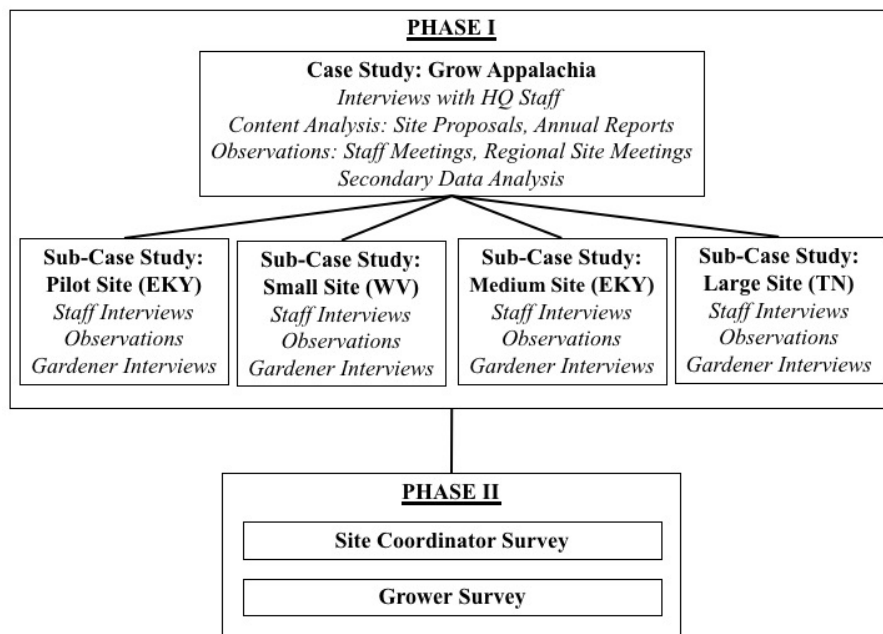 PHASE I
Case Study: Grow Appalachia
Interviews with HQ Staff
Content Analysis: Site Proposals, Annual Reports
Observations: Staff Meetings, Regional Site Meetings
Secondary Data Analysis
Sub-Case Study:
Pilot Site (EKY)
Staff Interviews
Observations
Gardener Interviews
Sub-Case Study:
Small Site (WV)
Staff Interviews
Observations
Gardener Interviews
Sub-Case Study:
Medium Site (EKY)
Staff Interviews
Observations
Gardener Interviews
Sub-Case Study:
Large Site (TN)
Staff Interviews
Observations
Gardener Interviews
PHASE II
Site Coordinator Survey
Grower Survey